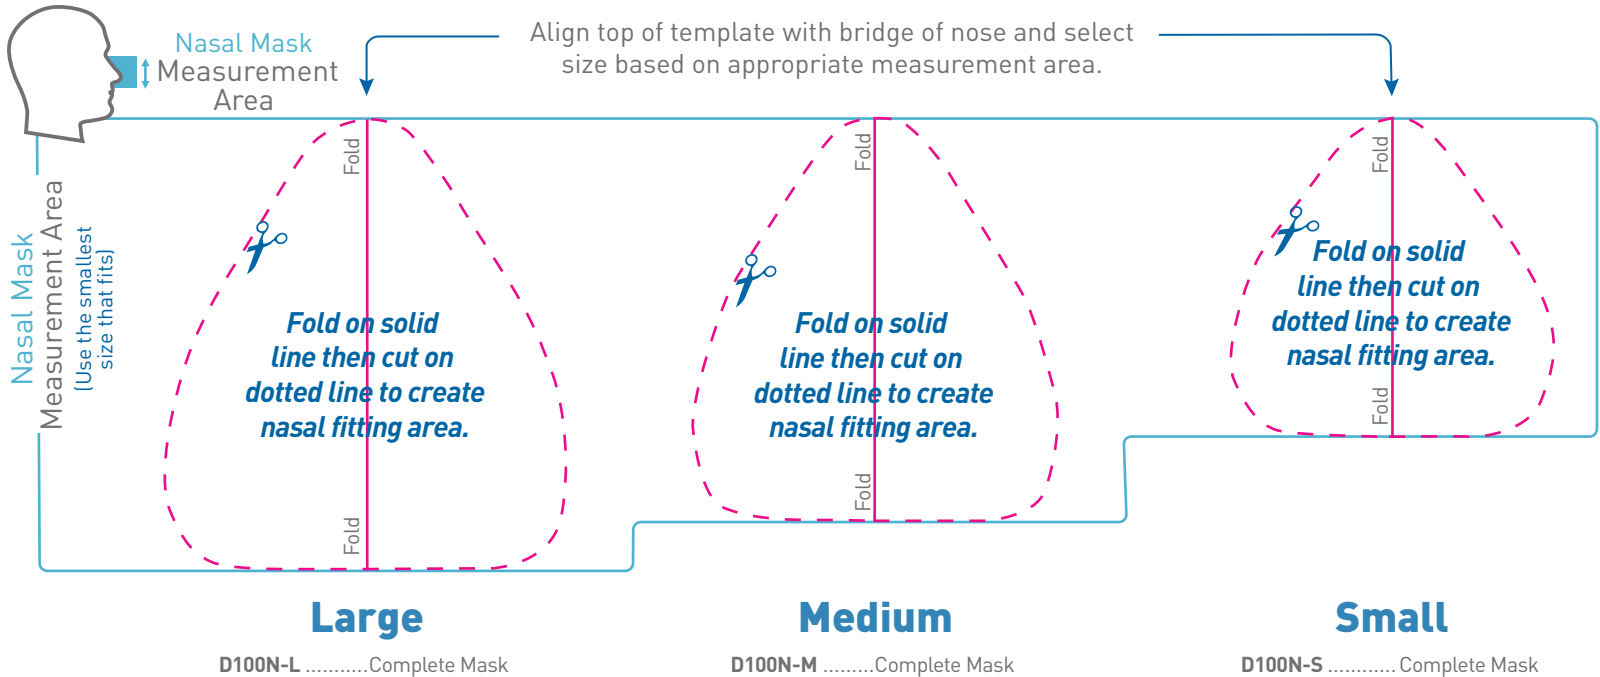 Nasal Mask
Measurement
Area
Align top of template with bridge of nose and select
size based on appropriate measurement area.
Nasal Mask
Measurement Area
(Use the smallest
size that fits)
Fold
Fold on solid
line then cut on
dotted line to create
nasal fitting area.
Fold
Fold
Fold on solid
line then cut on
dotted line to create
nasal fitting area.
Fold
Fold
Fold on solid
line then cut on
dotted line to create
nasal fitting area.
Fold
Large
D100N-L ...........Complete Mask
Medium
D100N-M .........Complete Mask
Small
D100N-S ............ Complete Mask